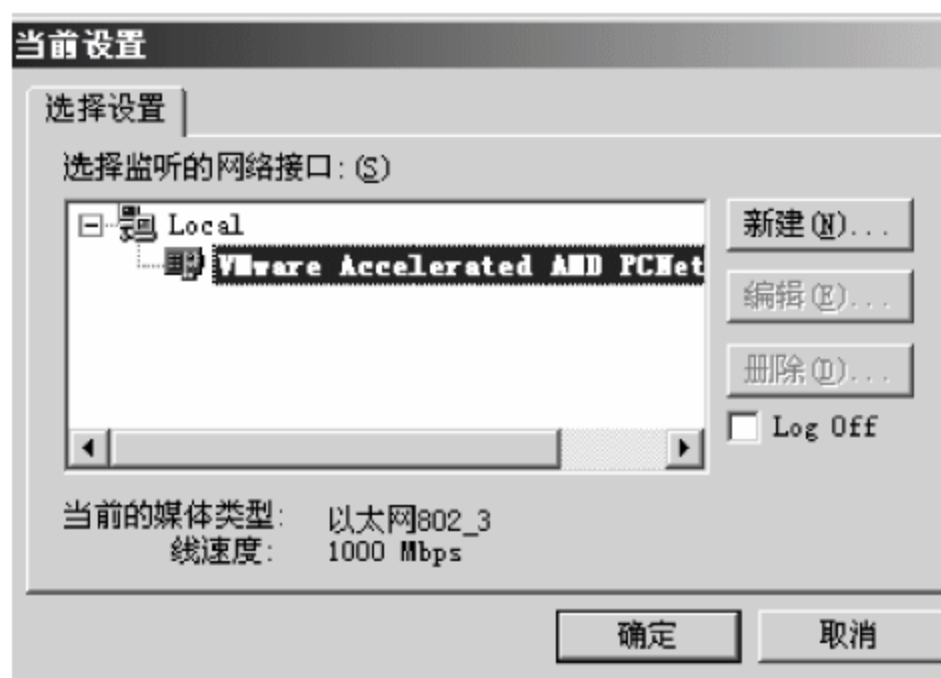 当前设置
选择设置
选择监听的网络接口:(S)
Local
VMware Accelerated AMD PCNet
新建(N)...
编辑(E)...
删除(D)...
Log Off
当前的媒体类型: 以太网802_3
线速度: 1000 Mbps
确定 取消